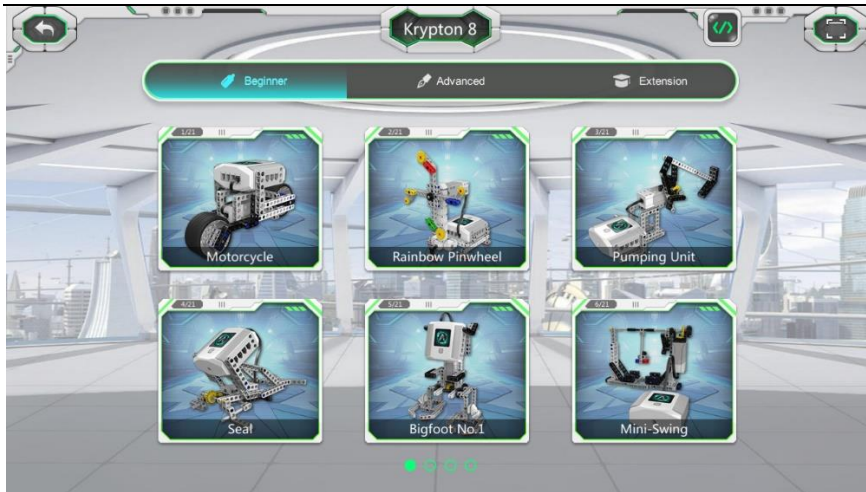 Krypton 8
</>
Beginner
Advanced
Extension
1/21
2/21
3/21
Motorcycle
Rainbow Pinwheel
Pumping Unit
4/21
5/21
6/21
Seal
Bigfoot No.1
Mini-Swing